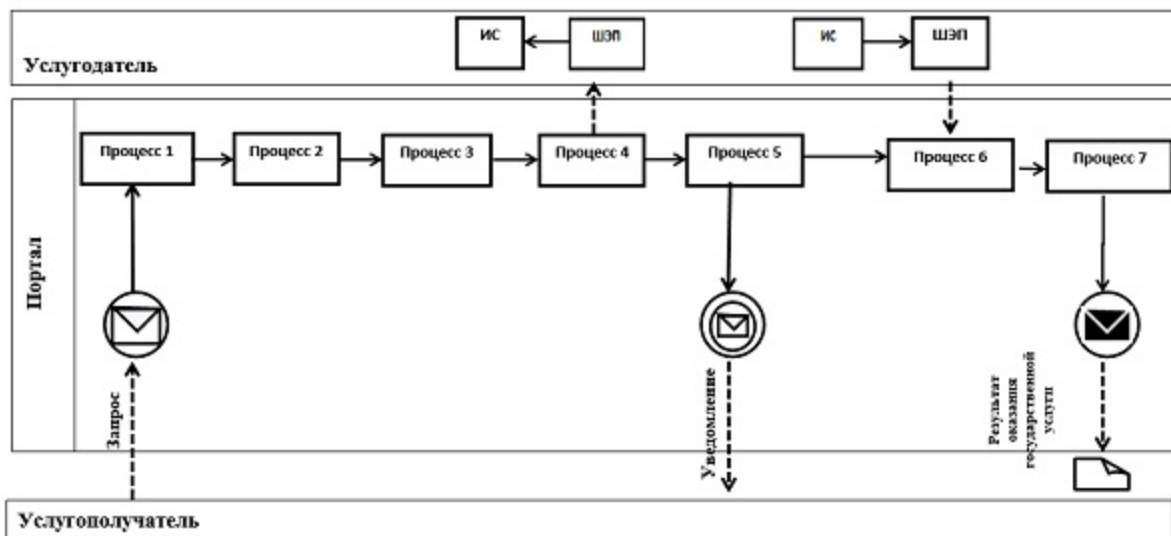 ИС
ШЭП
ИС
ШЭП
Услугодатель
Процесс 1
Процесс 2
Процесс 3
Процесс 4
Процесс 5
Процесс 6
Процесс 7
Портал
Запрос
Уведомление
Результат
оказания
государственной
услуги
Услугополучатель